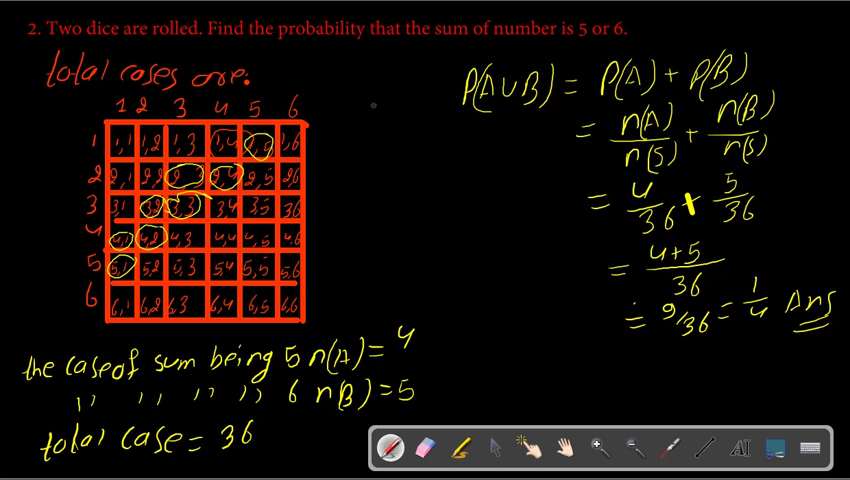 2. Two dice are rolled. Find the probability that the sum of number is 5 or 6.
total cases are:
1 2 3 4 5 6
1 1,1 1,2 1,3 1,4 1,5 1,6
2 2,1 2,2 2,3 2,4 2,5 2,6
3 3,1 3,2 3,3 3,4 3,5 3,6
4 4,1 4,2 4,3 4,4 4,5 4,6
5 5,1 5,2 5,3 5,4 5,5 5,6
6 6,1 6,2 6,3 6,4 6,5 6,6
the case of sum being 5 n(A) = 4
,, ,, ,, ,, 6 n(B) = 5
total case = 36
P(A∪B) = P(A) + P(B)
= n(A)/n(S) + n(B)/n(S)
= 4/36 + 5/36
= 4+5/36
= 9/36 = 1/4 Ans
AI